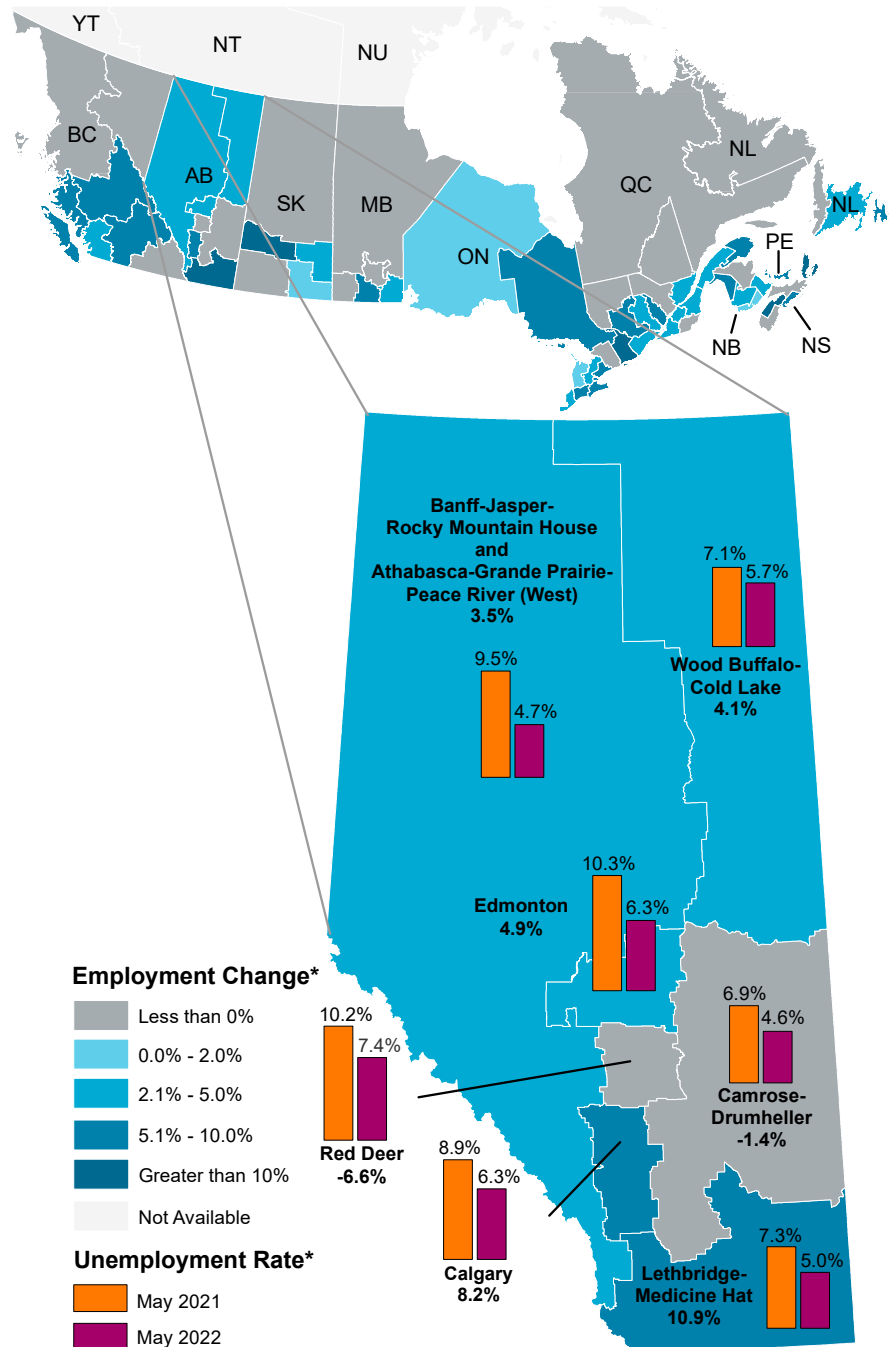 YT
NT
NU
BC
AB
SK
MB
ON
QC
NL
NL
PE
NB
NS
Banff-Jasper-
Rocky Mountain House
and
Athabasca-Grande Prairie-
Peace River (West)
3.5%
9.5%
4.7%
7.1%
5.7%
Wood Buffalo-
Cold Lake
4.1%
Edmonton
4.9%
10.3%
6.3%
6.9%
4.6%
Camrose-
Drumheller
-1.4%
10.2%
7.4%
Red Deer
-6.6%
8.9%
6.3%
Calgary
8.2%
7.3%
5.0%
Lethbridge-
Medicine Hat
10.9%
Employment Change*
Less than 0%
0.0% - 2.0%
2.1% - 5.0%
5.1% - 10.0%
Greater than 10%
Not Available
Unemployment Rate*
May 2021
May 2022